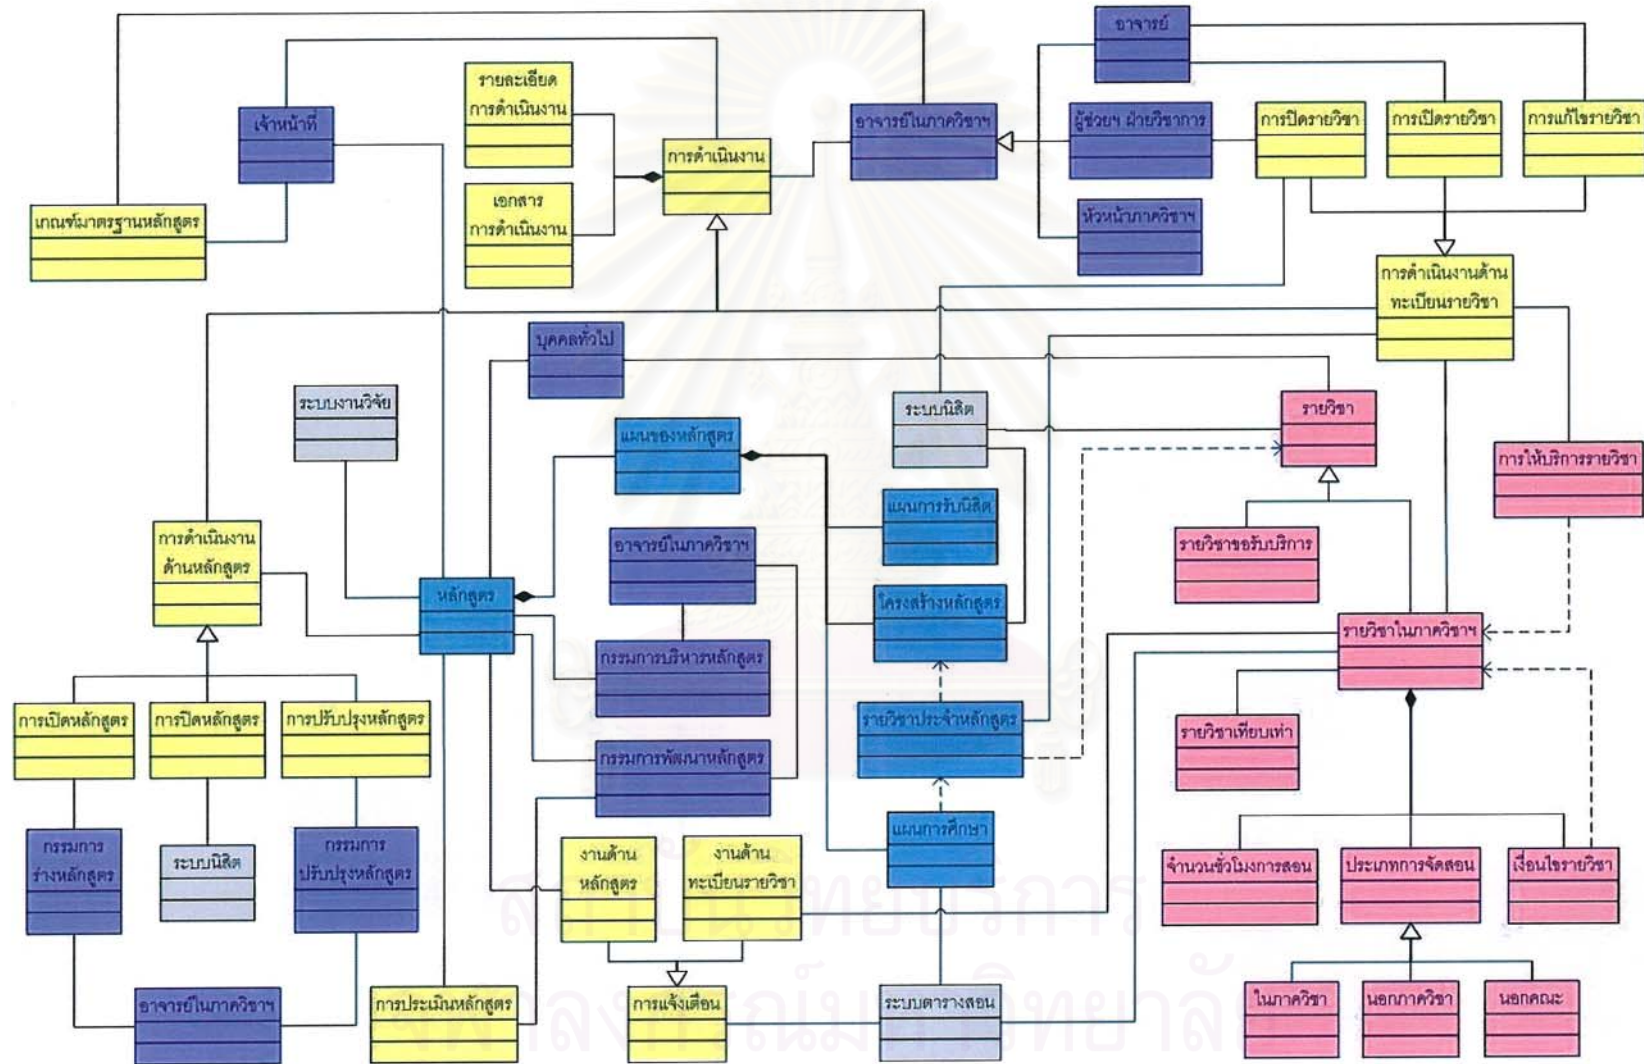 อาจารย์
รายละเอียด
การดำเนินงาน
เจ้าหน้าที่
อาจารย์ในภาควิชาฯ
ผู้ช่วยฯ ฝ่ายวิชาการ
การปิดรายวิชา
การเปิดรายวิชา
การแก้ไขรายวิชา
การดำเนินงาน
เกณฑ์มาตรฐานหลักสูตร
เอกสาร
การดำเนินงาน
หัวหน้าภาควิชาฯ
การดำเนินงานด้าน
ทะเบียนรายวิชา
บุคคลทั่วไป
ระบบงานวิจัย
แผนของหลักสูตร
ระบบนิสิต
รายวิชา
การให้บริการรายวิชา
แผนการรับนิสิต
การดำเนินงาน
ด้านหลักสูตร
อาจารย์ในภาควิชาฯ
รายวิชาขอรับบริการ
หลักสูตร
โครงสร้างหลักสูตร
รายวิชาในภาควิชาฯ
กรรมการบริหารหลักสูตร
การเปิดหลักสูตร
การปิดหลักสูตร
การปรับปรุงหลักสูตร
รายวิชาประจำหลักสูตร
รายวิชาเทียบเท่า
กรรมการพัฒนาหลักสูตร
กรรมการ
ร่างหลักสูตร
ระบบนิสิต
กรรมการ
ปรับปรุงหลักสูตร
งานด้าน
หลักสูตร
งานด้าน
ทะเบียนรายวิชา
แผนการศึกษา
จำนวนชั่วโมงการสอน
ประเภทการจัดสอน
เงื่อนไขรายวิชา
อาจารย์ในภาควิชาฯ
การประเมินหลักสูตร
การแจ้งเตือน
ระบบตารางสอน
ในภาควิชา
นอกภาควิชา
นอกคณะ
สถาบันวิทยบริการ
จุฬาลงกรณ์มหาวิทยาลัย